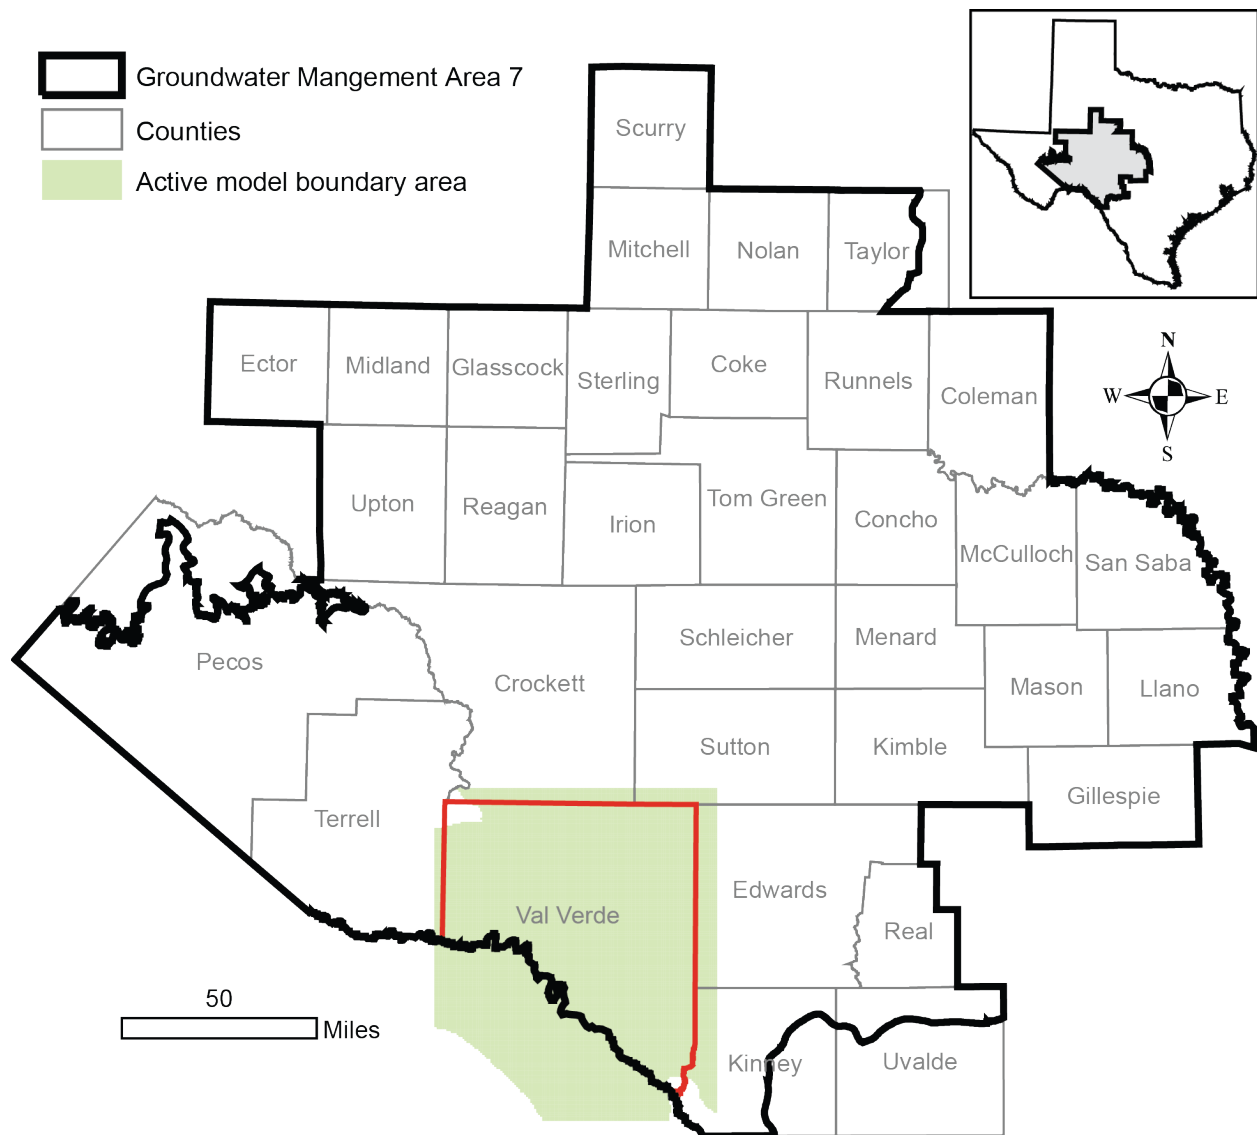 Groundwater Mangement Area 7
Counties
Active model boundary area
Scurry
Mitchell
Nolan
Taylor
Ector
Midland
Glasscock
Sterling
Coke
Runnels
Coleman
N
W
E
S
Upton
Reagan
Irion
Tom Green
Concho
McCulloch
San Saba
Pecos
Crockett
Schleicher
Menard
Mason
Llano
Sutton
Kimble
Gillespie
Terrell
Val Verde
Edwards
Real
50
Miles
Kinney
Uvalde